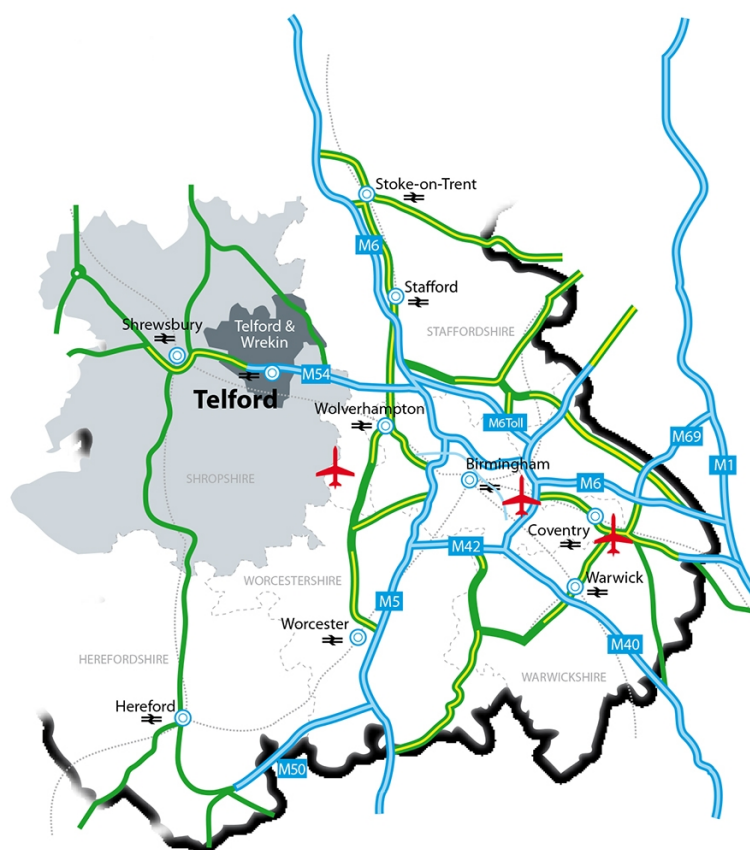 Stoke-on-Trent
M6
Stafford
STAFFORDSHIRE
Shrewsbury
Telford &
Wrekin
M54
Telford
Wolverhampton
M6Toll
M69
M1
Birmingham
M6
SHROPSHIRE
Coventry
M42
WORCESTERSHIRE
Warwick
M5
Worcester
M40
HEREFORDSHIRE
WARWICKSHIRE
Hereford
M50